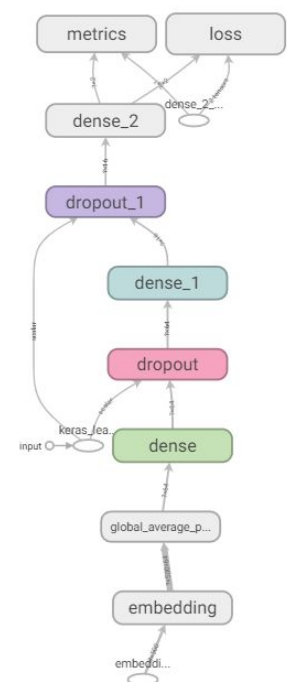 metrics
loss
dense_2_...
dense_2
dropout_1
dense_1
dropout
keras_lea...
input
dense
global_average_p...
embedding
embeddi...